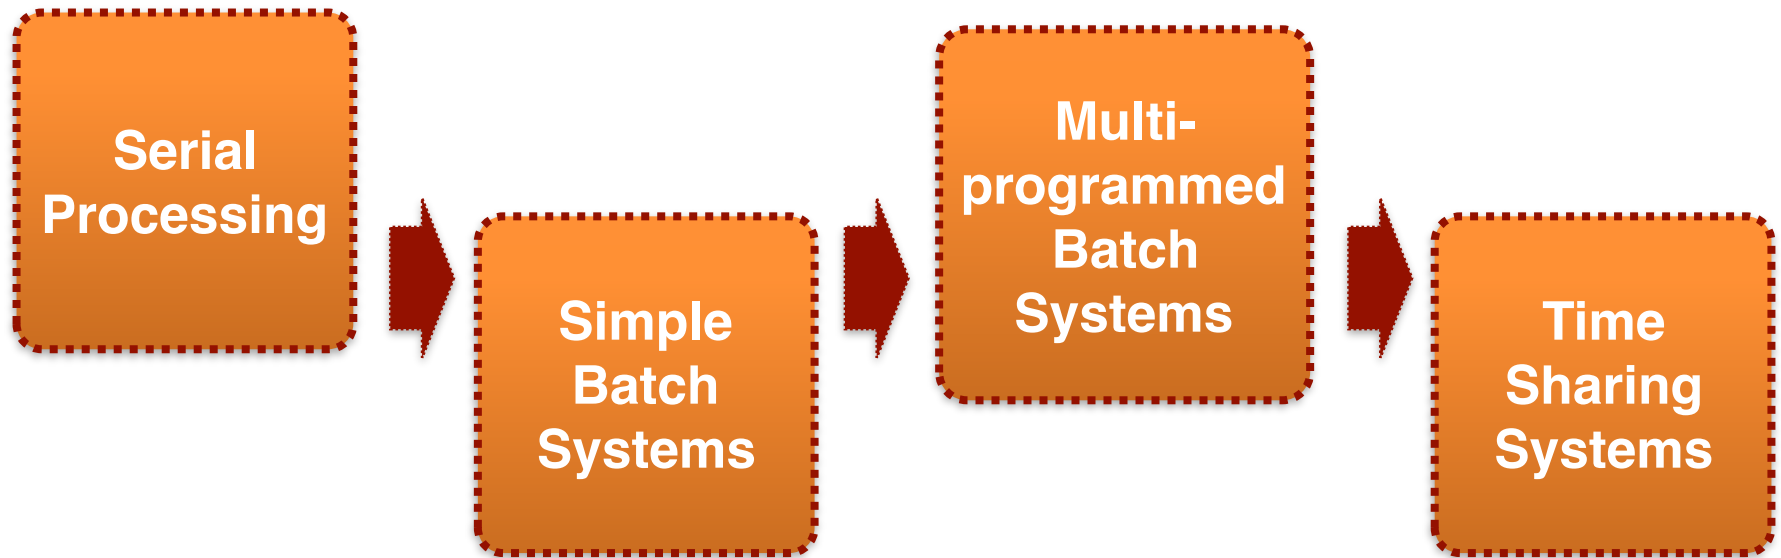 Serial
Processing
Simple
Batch
Systems
Multi-
programmed
Batch
Systems
Time
Sharing
Systems